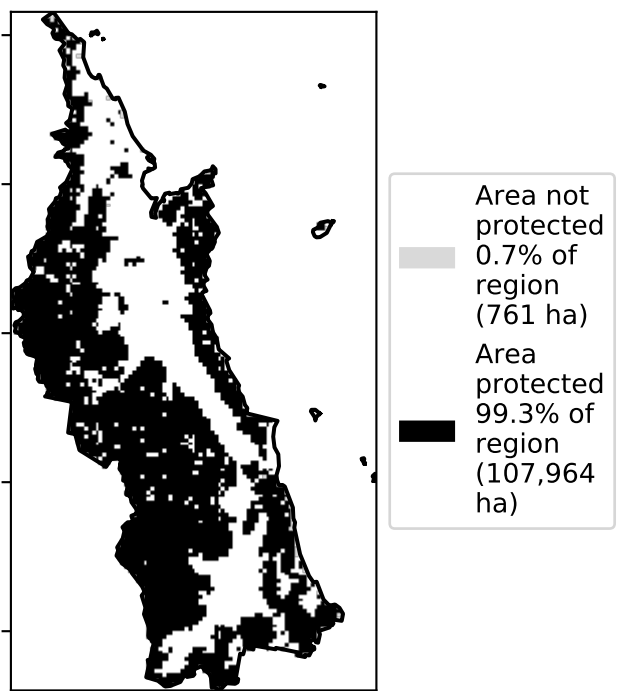 Area not
protected
0.7% of
region
(761 ha)
Area
protected
99.3% of
region
(107,964
ha)